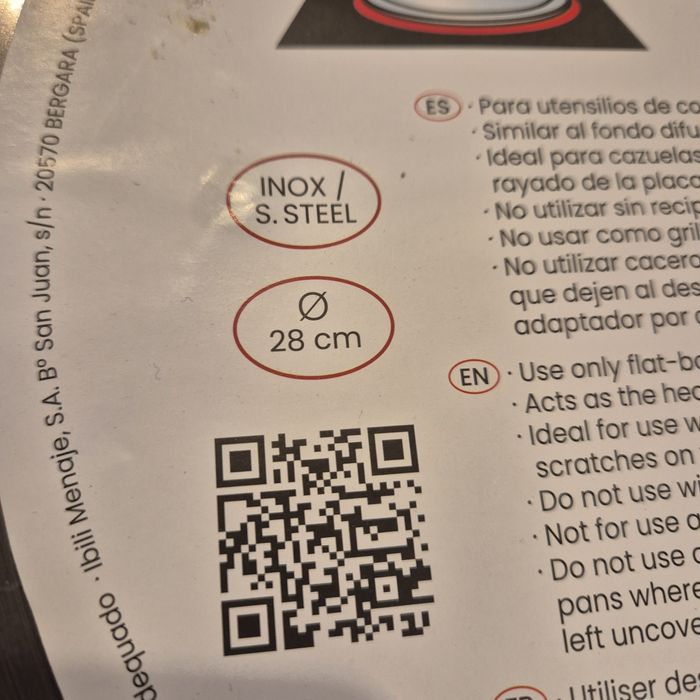 dequado · Ibili Menaje, S.A. Bº San Juan, s/n · 20570 BERGARA (SPAI
INOX /
S. STEEL
Ø
28 cm
ES · Para utensilios de co
· Similar al fondo difu
· Ideal para cazuelas
rayado de la placa
· No utilizar sin recip
· No usar como gril
· No utilizar cacero
que dejen al des
adaptador por
EN · Use only flat-bo
· Acts as the hea
· Ideal for use w
scratches on
· Do not use wi
· Not for use a
· Do not use
pans where
left uncove
Utiliser de